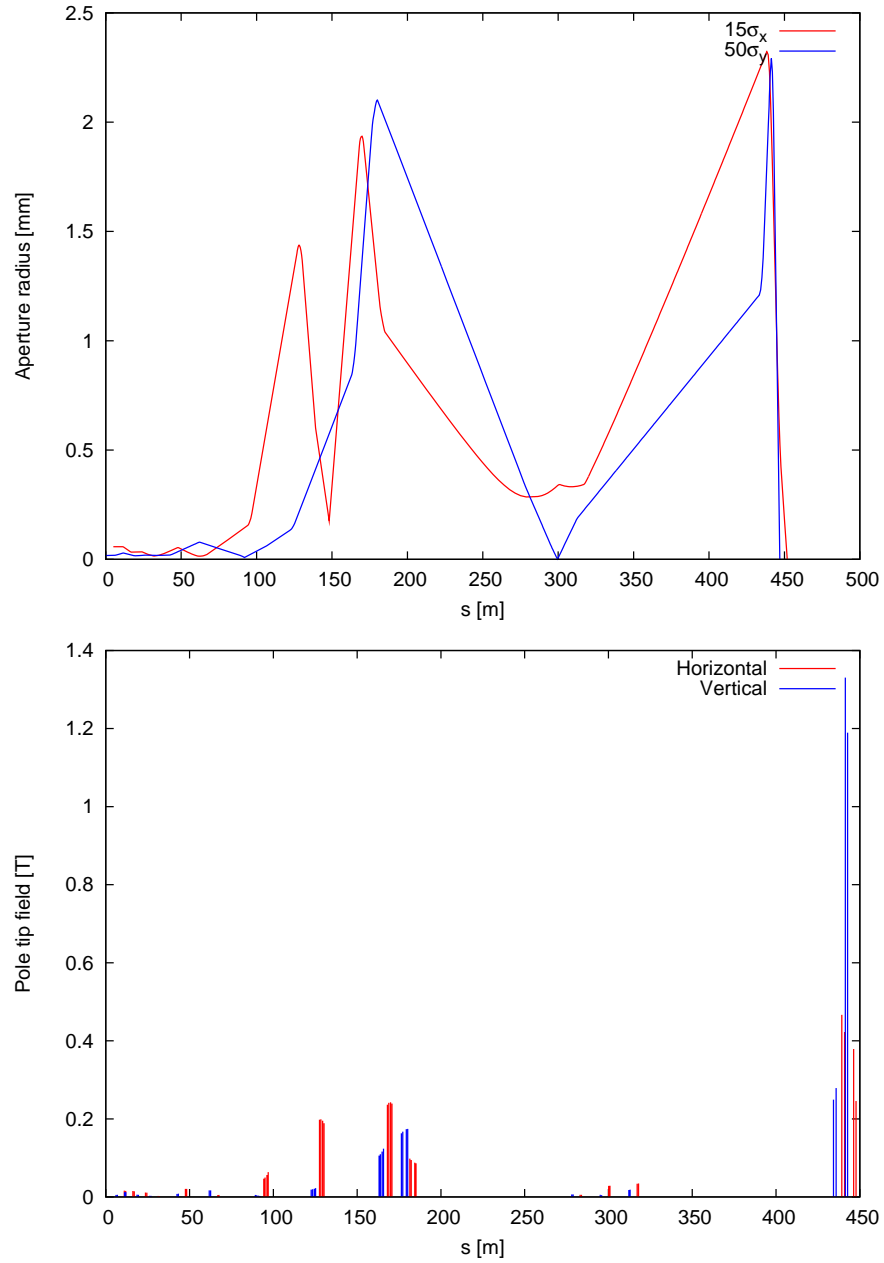 2.5
2
1.5
1
0.5
0
Aperture radius [mm]
15σx
50σy
0 50 100 150 200 250 300 350 400 450 500
s [m]
1.4
1.2
1
0.8
0.6
0.4
0.2
0
Pole tip field [T]
Horizontal
Vertical
0 50 100 150 200 250 300 350 400 450
s [m]